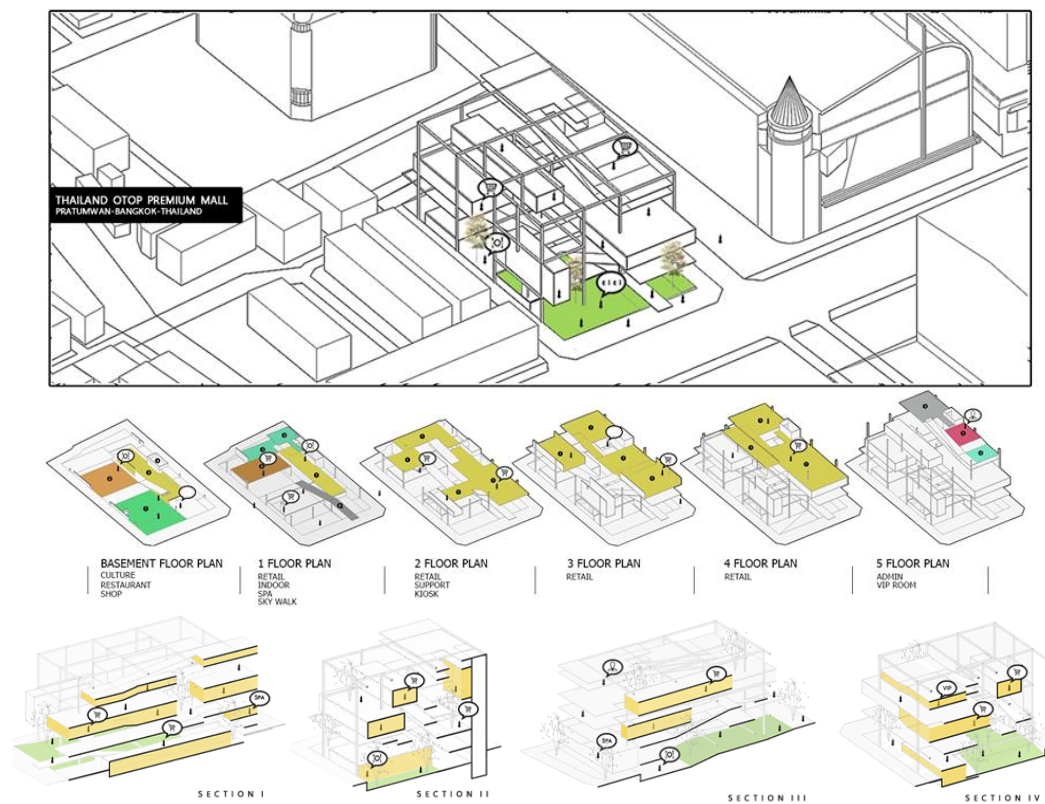 THAILAND OTOP PREMIUM MALL
PRATUMWAN-BANGKOK-THAILAND
BASEMENT FLOOR PLAN
CULTURE
RESTAURANT
SHOP
1 FLOOR PLAN
RETAIL
INDOOR
SPA
SKY WALK
2 FLOOR PLAN
RETAIL
SUPPORT
KIOSK
3 FLOOR PLAN
RETAIL
4 FLOOR PLAN
RETAIL
5 FLOOR PLAN
ADMIN
VIP ROOM
SPA
VIP
SPA
SECTION I
SECTION II
SECTION III
SECTION IV